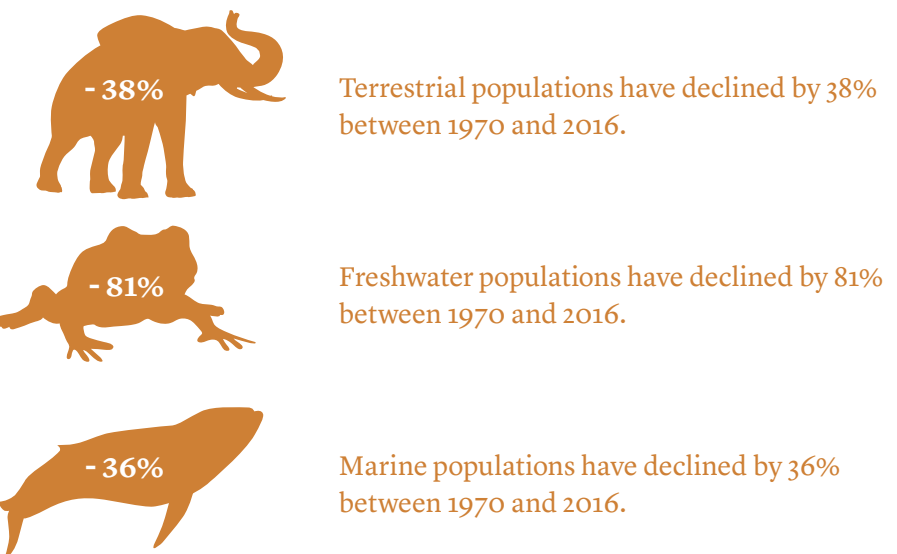 - 38%
Terrestrial populations have declined by 38%
between 1970 and 2016.
- 81%
Freshwater populations have declined by 81%
between 1970 and 2016.
- 36%
Marine populations have declined by 36%
between 1970 and 2016.